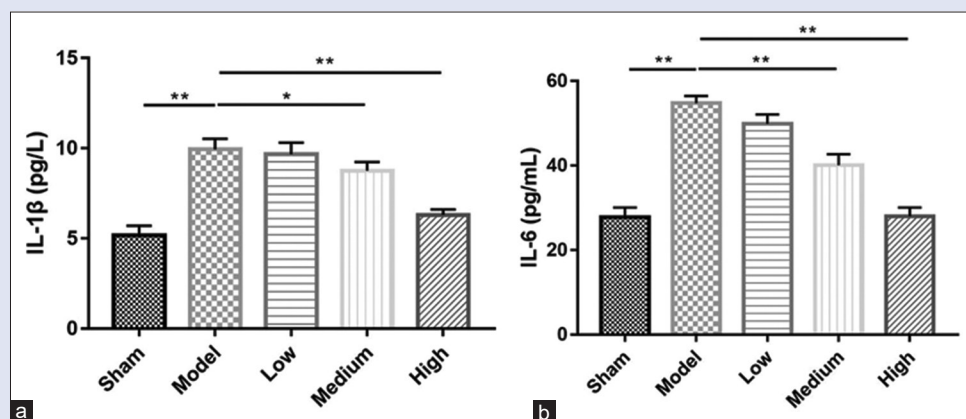 15
10
5
0
IL-1β (pg/L)
**
**
*
Sham
Model
Low
Medium
High
a
60
40
20
0
IL-6 (pg/mL)
**
**
**
Sham
Model
Low
Medium
High
b